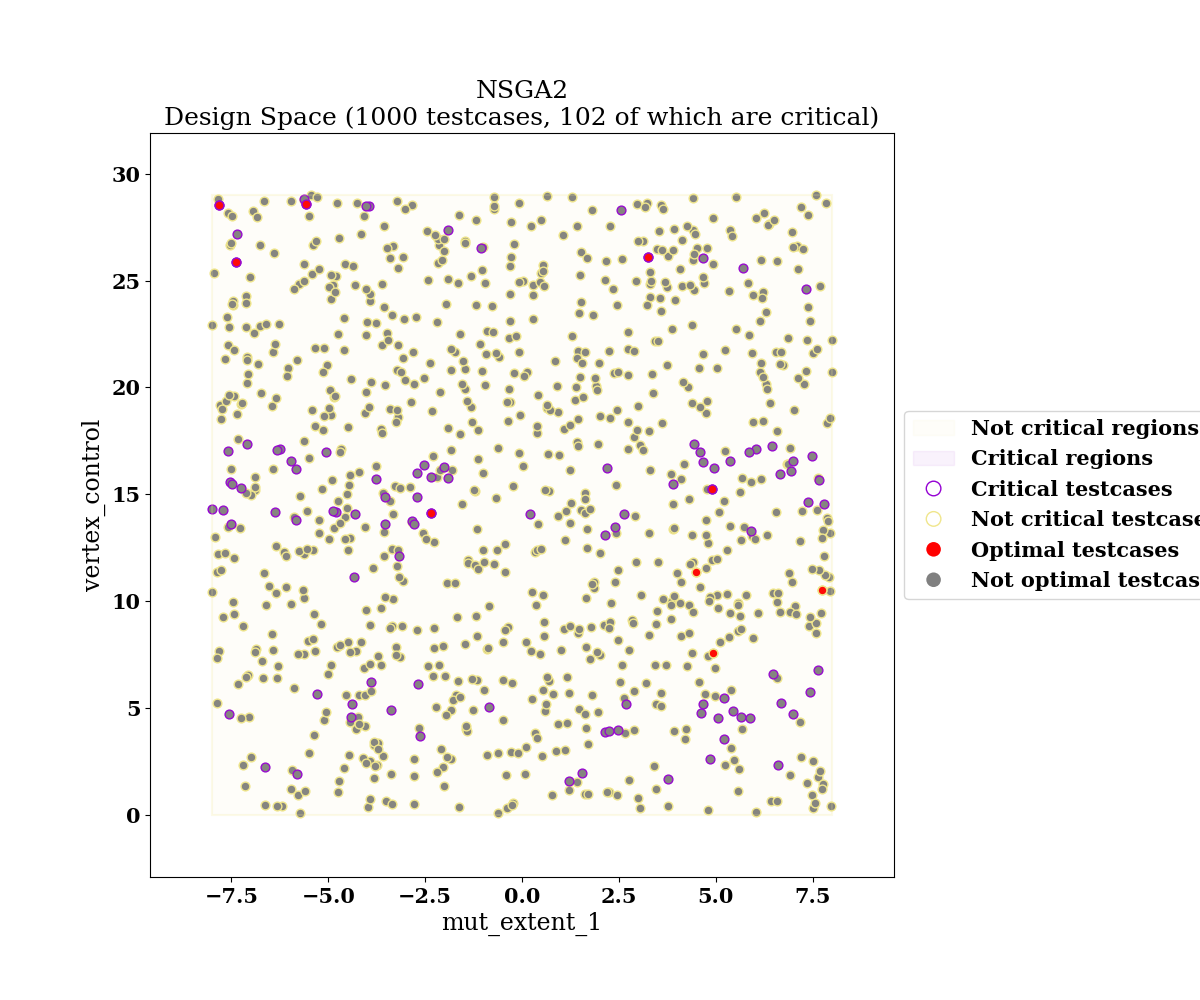 NSGA2
Design Space (1000 testcases, 102 of which are critical)
30
25
20
15
10
5
0
vertex_control
−7.5 −5.0 −2.5 0.0 2.5 5.0 7.5
mut_extent_1
Not critical regions
Critical regions
Critical testcases
Not critical testcase
Optimal testcases
Not optimal testcas